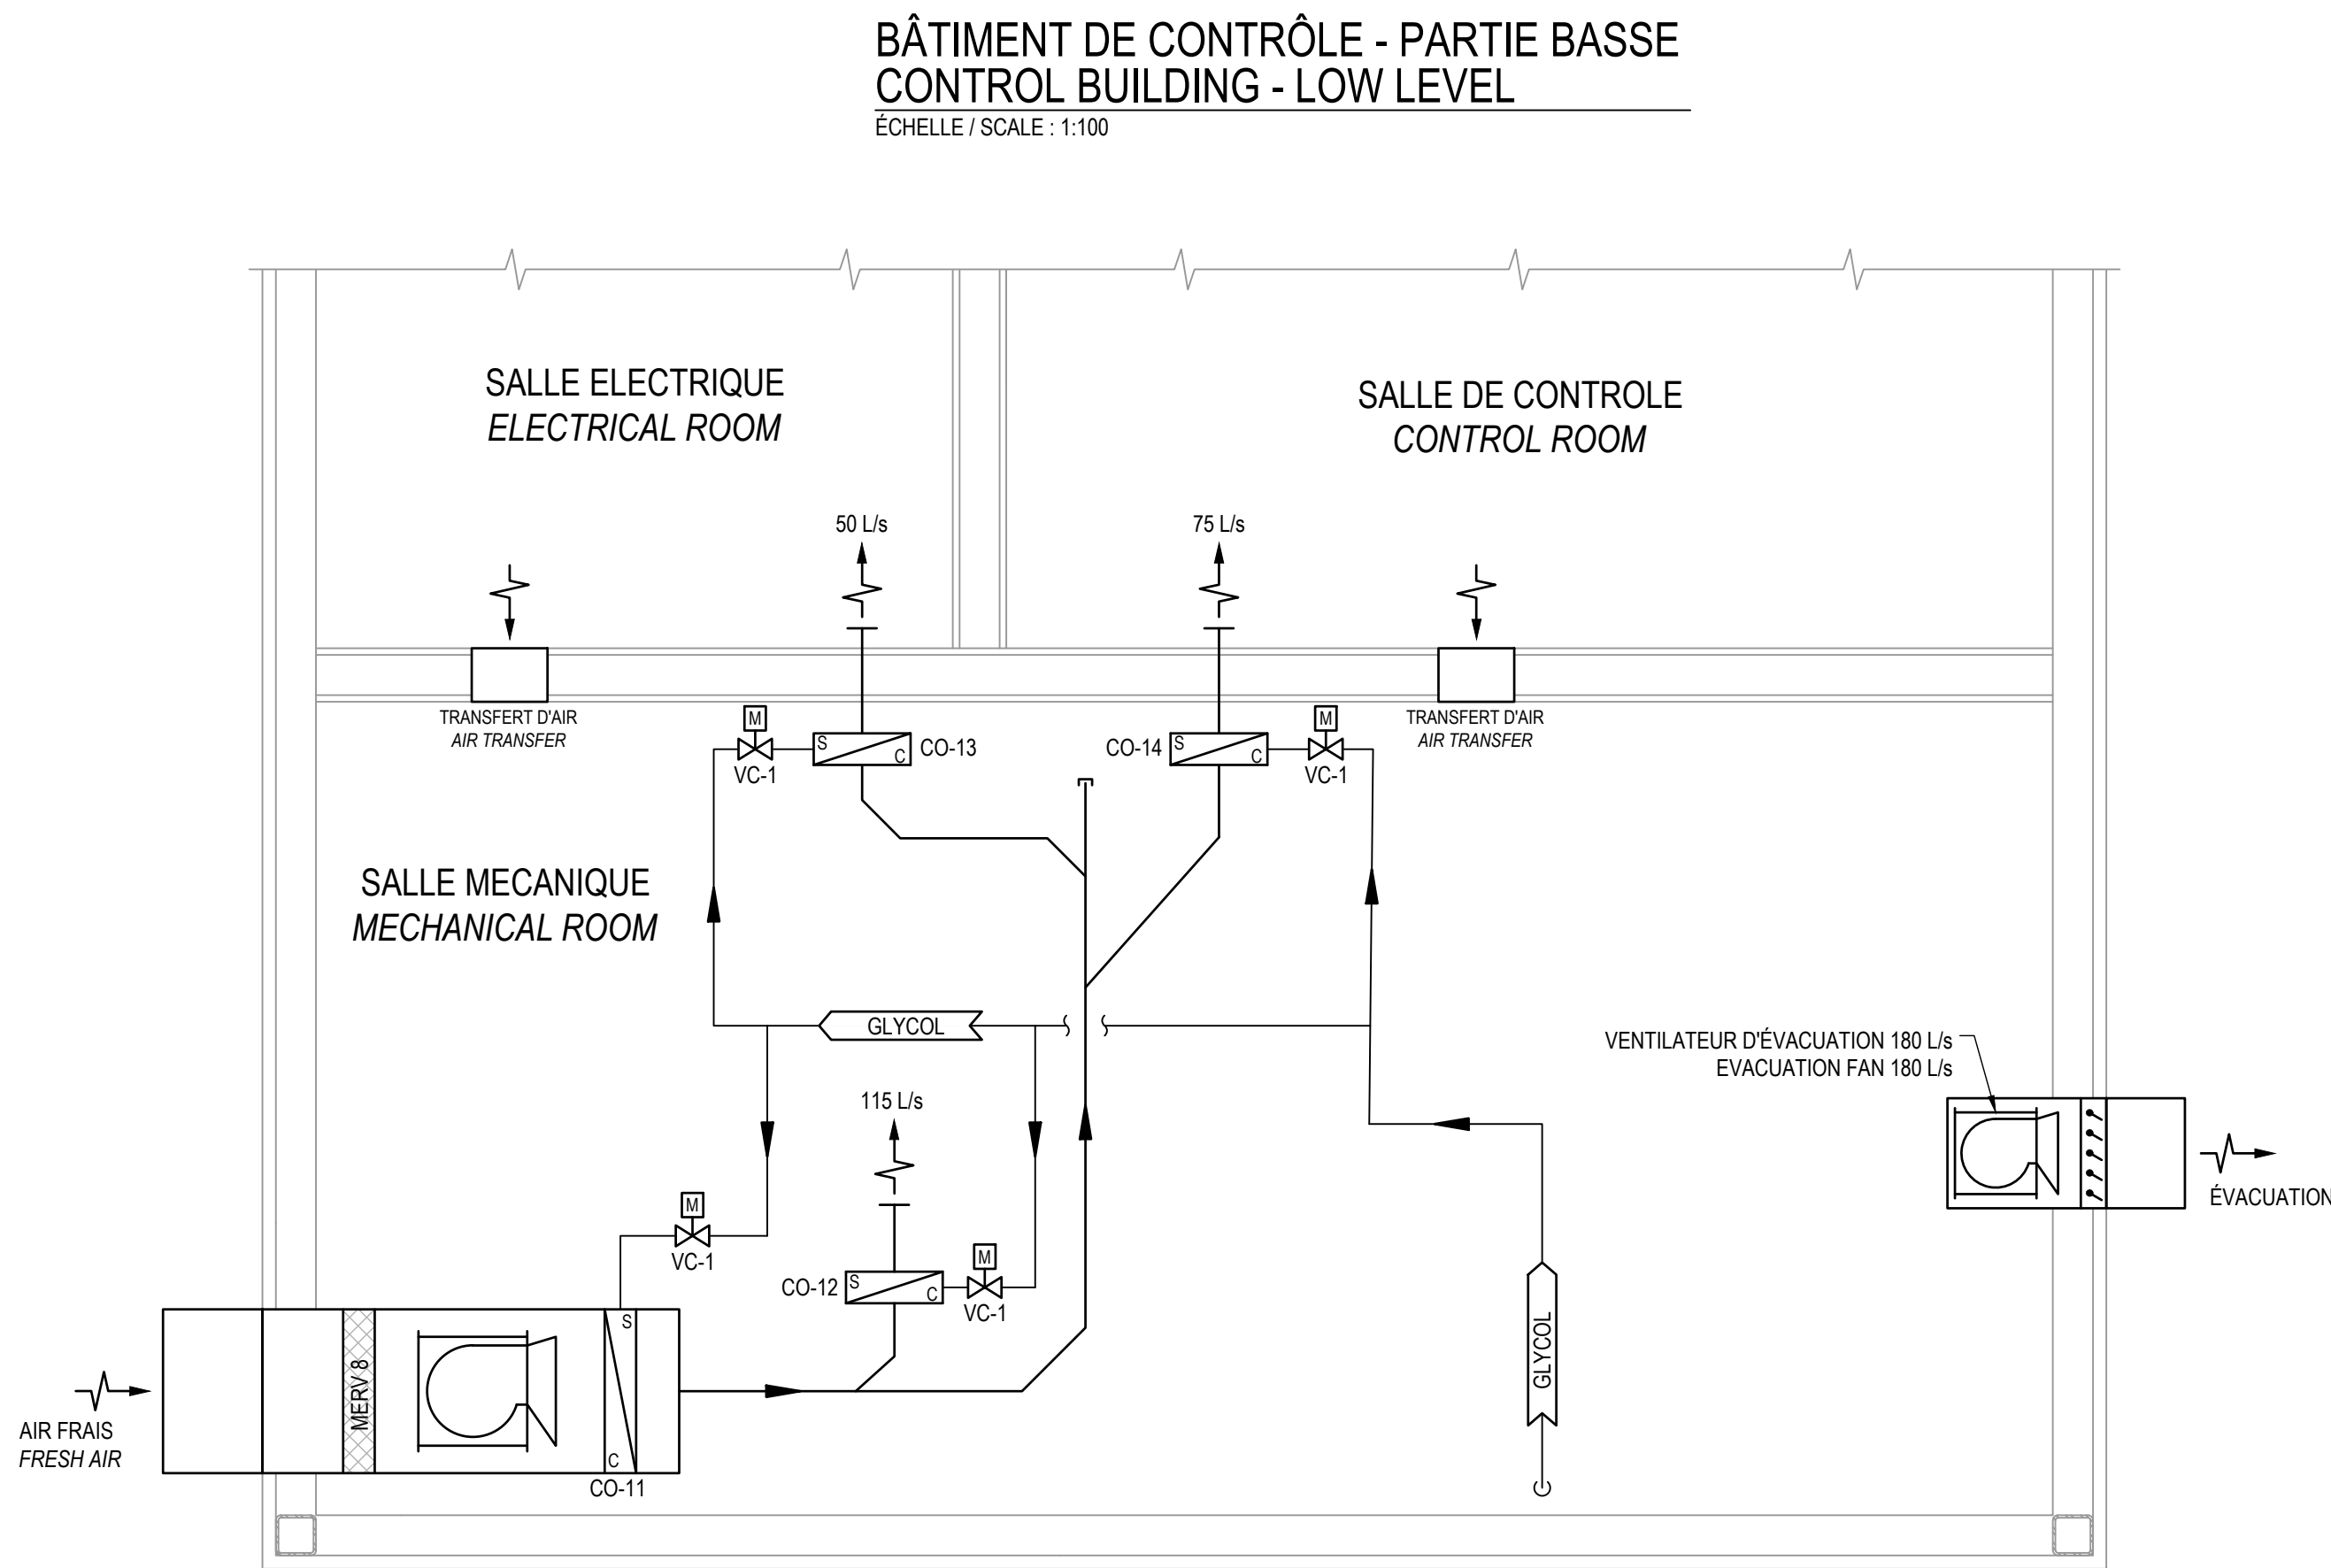 BÂTIMENT DE CONTRÔLE - PARTIE BASSE
CONTROL BUILDING - LOW LEVEL
ÉCHELLE / SCALE : 1:100
SALLE ELECTRIQUE
ELECTRICAL ROOM
SALLE DE CONTROLE
CONTROL ROOM
50 L/s
75 L/s
TRANSFERT D'AIR
AIR TRANSFER
M
VC-1
S
C
CO-13
CO-14
S
C
M
VC-1
TRANSFERT D'AIR
AIR TRANSFER
SALLE MECANIQUE
MECHANICAL ROOM
GLYCOL
VENTILATEUR D'ÉVACUATION 180 L/s
EVACUATION FAN 180 L/s
115 L/s
ÉVACUATION
M
VC-1
CO-12
S
C
M
VC-1
GLYCOL
AIR FRAIS
FRESH AIR
MERV 8
S
C
CO-11